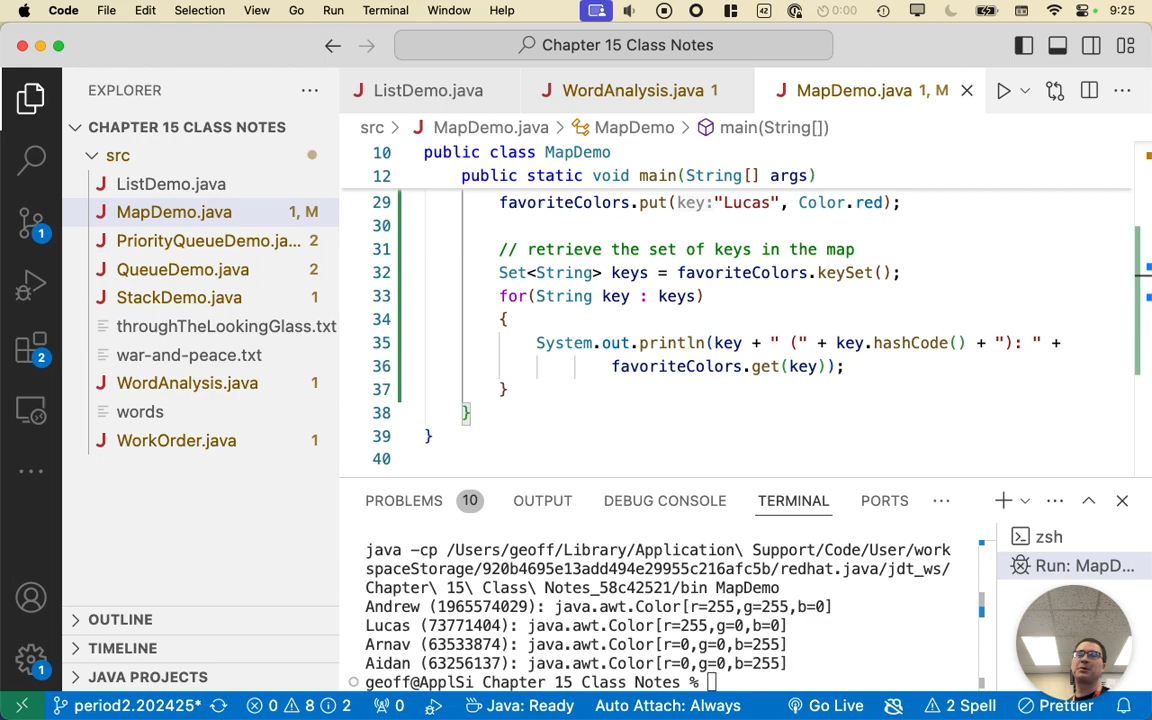 Code File Edit Selection View Go Run Terminal Window Help 42 0:00 9:25
Chapter 15 Class Notes
EXPLORER
CHAPTER 15 CLASS NOTES
src
ListDemo.java
MapDemo.java 1, M
PriorityQueueDemo.ja... 2
QueueDemo.java 2
StackDemo.java 1
throughTheLookingGlass.txt
war-and-peace.txt
WordAnalysis.java 1
words
WorkOrder.java 1
OUTLINE
TIMELINE
JAVA PROJECTS
1
2
1
ListDemo.java WordAnalysis.java 1 MapDemo.java 1, M
src > MapDemo.java > MapDemo > main(String[])
10 public class MapDemo
12 public static void main(String[] args)
29 favoriteColors.put(key:"Lucas", Color.red);
30
31 // retrieve the set of keys in the map
32 Set<String> keys = favoriteColors.keySet();
33 for(String key : keys)
34 {
35 System.out.println(key + " (" + key.hashCode() + "): " +
36 favoriteColors.get(key));
37 }
38 }
39 }
40
PROBLEMS 10 OUTPUT DEBUG CONSOLE TERMINAL PORTS
java -cp /Users/geoff/Library/Application\ Support/Code/User/work
spaceStorage/920b4695e13add494e29955c216afc5b/redhat.java/jdt_ws/
Chapter\ 15\ Class\ Notes_58c42521/bin MapDemo
Andrew (1965574029): java.awt.Color[r=255,g=255,b=0]
Lucas (73771404): java.awt.Color[r=255,g=0,b=0]
Arnav (63533874): java.awt.Color[r=0,g=0,b=255]
Aidan (63256137): java.awt.Color[r=0,g=0,b=255]
geoff@ApplSi Chapter 15 Class Notes %
zsh
Run: MapD...
period2.202425* 0 8 2 0 Java: Ready Auto Attach: Always Go Live 2 Spell Prettier